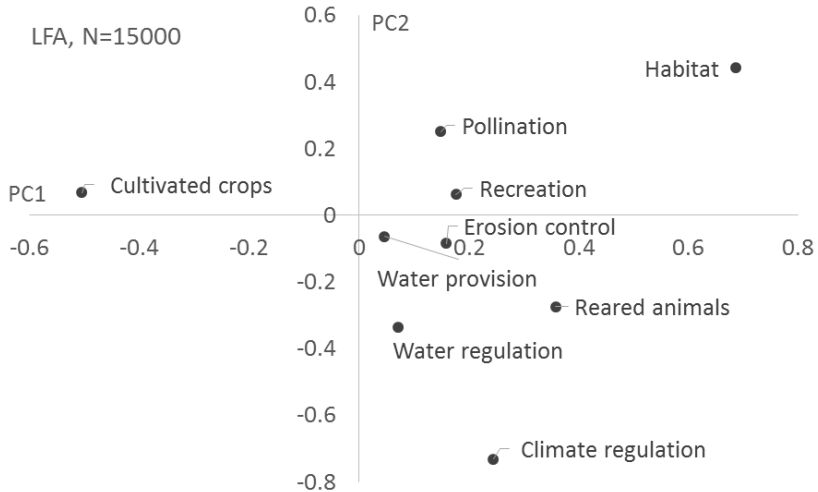 0.6
PC2
LFA, N=15000
Habitat
0.4
Pollination
0.2
Cultivated crops
Recreation
PC1
0
Erosion control
-0.6 -0.4 -0.2 0 0.2 0.4 0.6 0.8
Water provision
-0.2
Reared animals
-0.4
Water regulation
-0.6
Climate regulation
-0.8